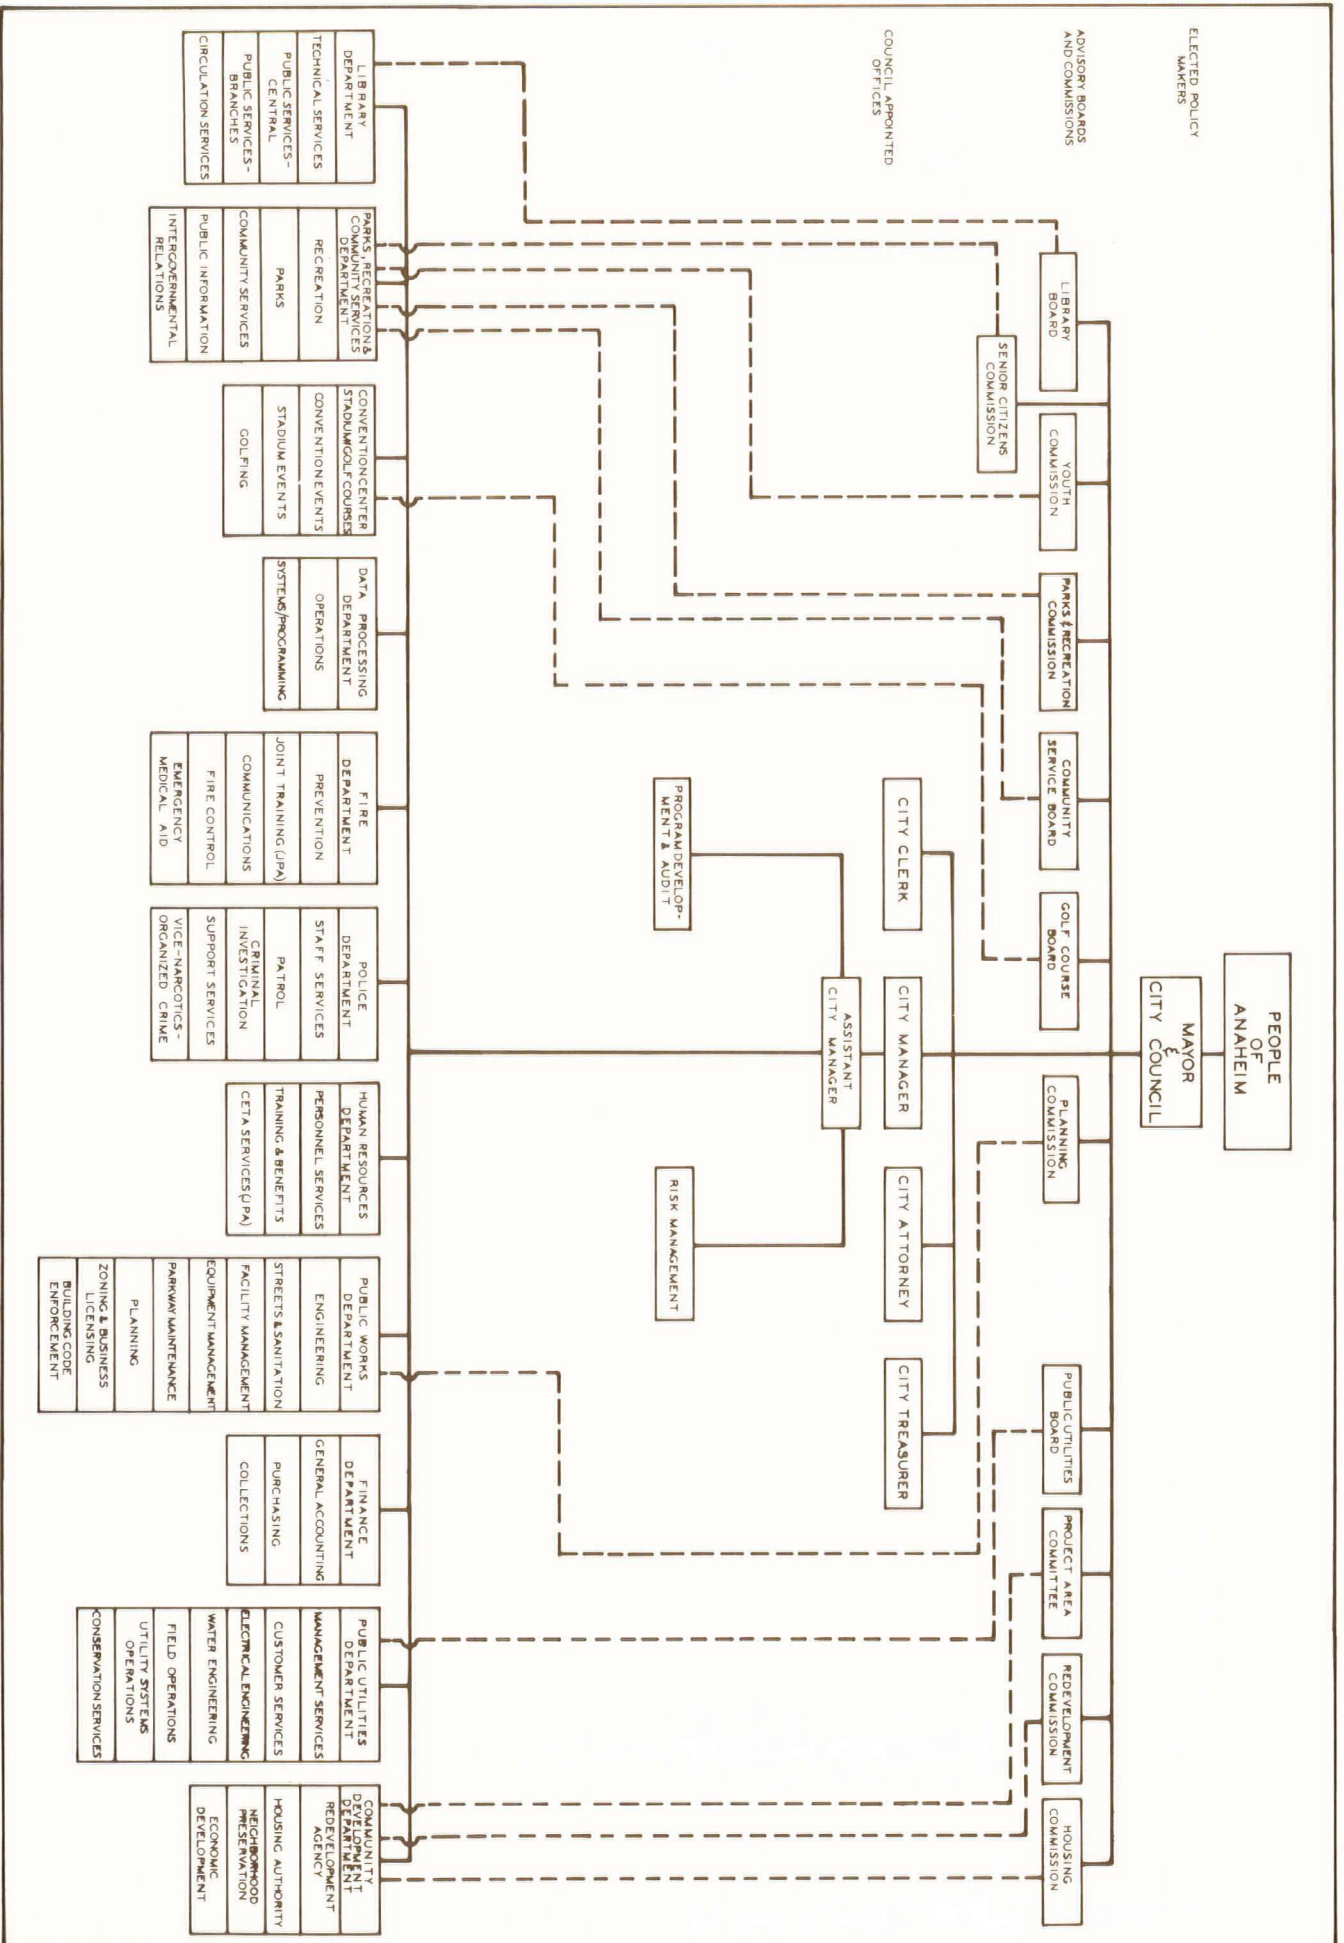 PEOPLE
OF
ANAHEIM
ELECTED POLICY
MAKERS
MAYOR
&
CITY COUNCIL
ADVISORY BOARDS
AND COMMISSIONS
LIBRARY
BOARD
SENIOR CITIZENS
COMMISSION
YOUTH
COMMISSION
PARKS & RECREATION
COMMISSION
COMMUNITY
SERVICE BOARD
GOLF COURSE
BOARD
PLANNING
COMMISSION
PUBLIC UTILITIES
BOARD
PROJECT AREA
COMMITTEE
REDEVELOPMENT
COMMISSION
HOUSING
COMMISSION
COUNCIL APPOINTED
OFFICES
CITY CLERK
CITY MANAGER
CITY ATTORNEY
CITY TREASURER
ASSISTANT
CITY MANAGER
PROGRAM DEVELOP-
MENT & AUDIT
RISK MANAGEMENT
LIBRARY
DEPARTMENT
TECHNICAL SERVICES
PUBLIC SERVICES-
CENTRAL
PUBLIC SERVICES-
BRANCHES
CIRCULATION SERVICES
PARKS, RECREATION &
COMMUNITY SERVICES
DEPARTMENT
RECREATION
PARKS
COMMUNITY SERVICES
PUBLIC INFORMATION
INTERGOVERNMENTAL
RELATIONS
CONVENTION CENTER
STADIUM/GOLF COURSES
CONVENTION EVENTS
STADIUM EVENTS
GOLFING
DATA PROCESSING
DEPARTMENT
OPERATIONS
SYSTEMS/PROGRAMMING
FIRE
DEPARTMENT
PREVENTION
JOINT TRAINING (JPA)
COMMUNICATIONS
FIRE CONTROL
EMERGENCY
MEDICAL AID
POLICE
DEPARTMENT
STAFF SERVICES
PATROL
CRIMINAL
INVESTIGATION
SUPPORT SERVICES
VICE-NARCOTICS-
ORGANIZED CRIME
HUMAN RESOURCES
DEPARTMENT
PERSONNEL SERVICES
TRAINING & BENEFITS
CETA SERVICES (JPA)
PUBLIC WORKS
DEPARTMENT
ENGINEERING
STREETS & SANITATION
FACILITY MANAGEMENT
EQUIPMENT MANAGEMENT
PARKWAY MAINTENANCE
PLANNING
ZONING & BUSINESS
LICENSING
BUILDING CODE
ENFORCEMENT
FINANCE
DEPARTMENT
GENERAL ACCOUNTING
PURCHASING
COLLECTIONS
PUBLIC UTILITIES
DEPARTMENT
MANAGEMENT SERVICES
CUSTOMER SERVICES
ELECTRICAL ENGINEERING
WATER ENGINEERING
FIELD OPERATIONS
UTILITY SYSTEMS
OPERATIONS
CONSERVATION SERVICES
COMMUNITY
DEVELOPMENT
DEPARTMENT
REDEVELOPMENT
AGENCY
HOUSING AUTHORITY
NEIGHBORHOOD
PRESERVATION
ECONOMIC
DEVELOPMENT